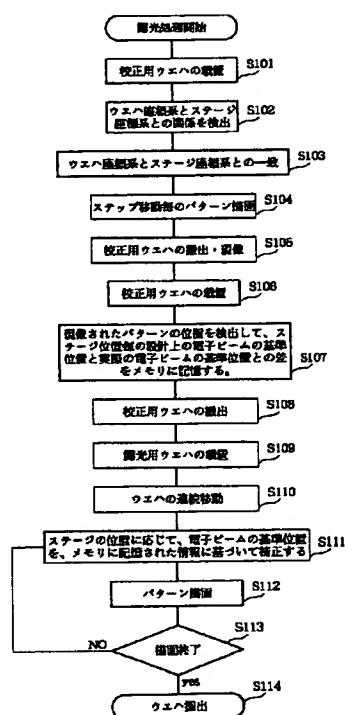 露光処理開始
校正用ウエハの載置
S101
ウエハ座標系とステージ
座標系との関係を検出
S102
ウエハ座標系とステージ座標系との一致
S103
ステップ移動毎のパターン描画
S104
校正用ウエハの搬出・現像
S105
校正用ウエハの載置
S106
現像されたパターンの位置を検出して、ス
テージ位置毎の設計上の電子ビームの基準
位置と実際の電子ビームの基準位置との差
をメモリに記憶する。
S107
校正用ウエハの搬出
S108
露光用ウエハの載置
S109
ウエハの連続移動
S110
ステージの位置に応じて、電子ビームの基準位置
を、メモリに記憶された情報に基づいて補正する
S111
パターン描画
S112
描画終了
S113
NO
yes
ウエハ搬出
S114